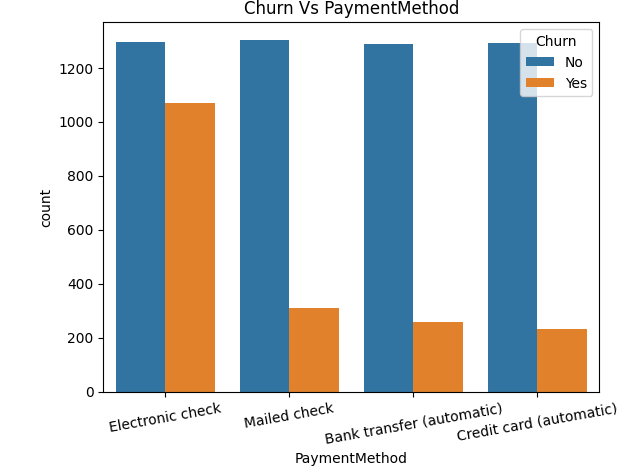 Churn Vs PaymentMethod
Churn
No
Yes
count
1200
1000
800
600
400
200
0
Electronic check
Mailed check
Bank transfer (automatic)
Credit card (automatic)
PaymentMethod